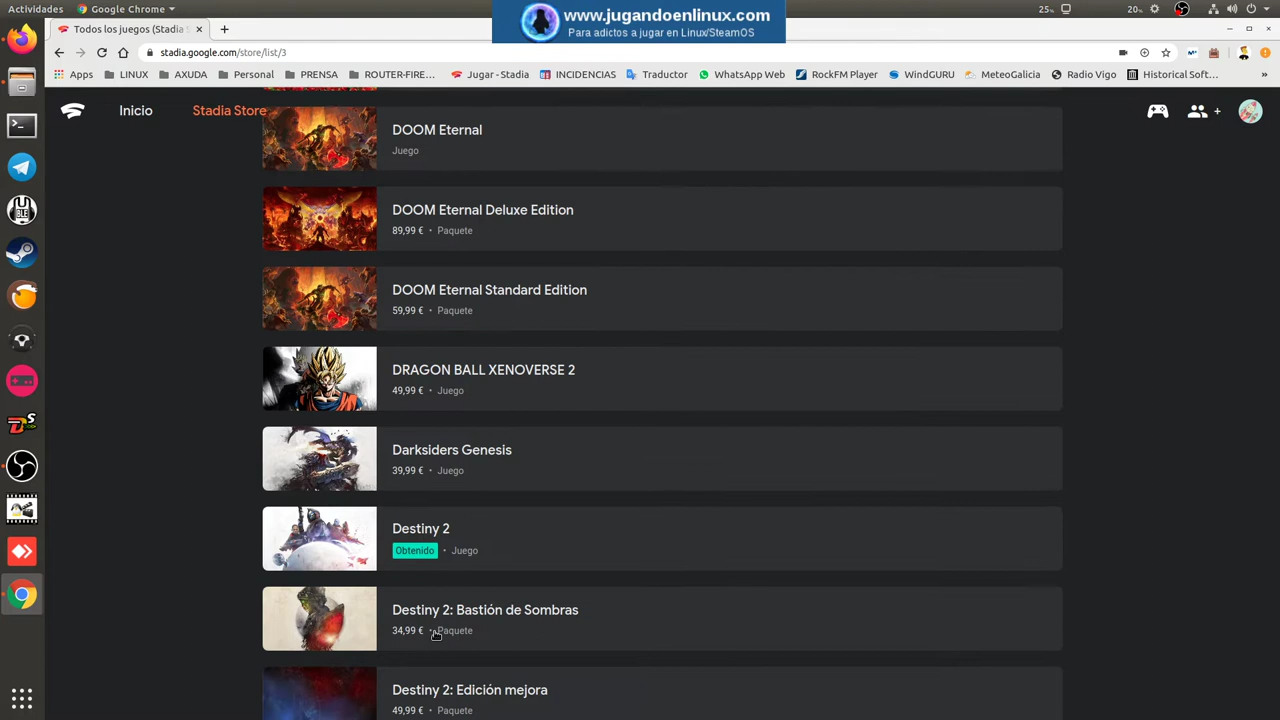 Actividades
Google Chrome
25%
20%
www.jugandoenlinux.com
Para adictos a jugar en Linux/SteamOS
Todos los juegos (Stadia
stadia.google.com/store/list/3
Apps
LINUX
AXUDA
Personal
PRENSA
ROUTER-FIRE...
Jugar - Stadia
INCIDENCIAS
Traductor
WhatsApp Web
RockFM Player
WindGURU
MeteoGalicia
Radio Vigo
Historical Soft...
Inicio
Stadia Store
DOOM Eternal
Juego
DOOM Eternal Deluxe Edition
89,99 € • Paquete
DOOM Eternal Standard Edition
59,99 € • Paquete
DRAGON BALL XENOVERSE 2
49,99 € • Juego
Darksiders Genesis
39,99 € • Juego
Destiny 2
Obtenido • Juego
Destiny 2: Bastión de Sombras
34,99 € • Paquete
Destiny 2: Edición mejora
49,99 € • Paquete